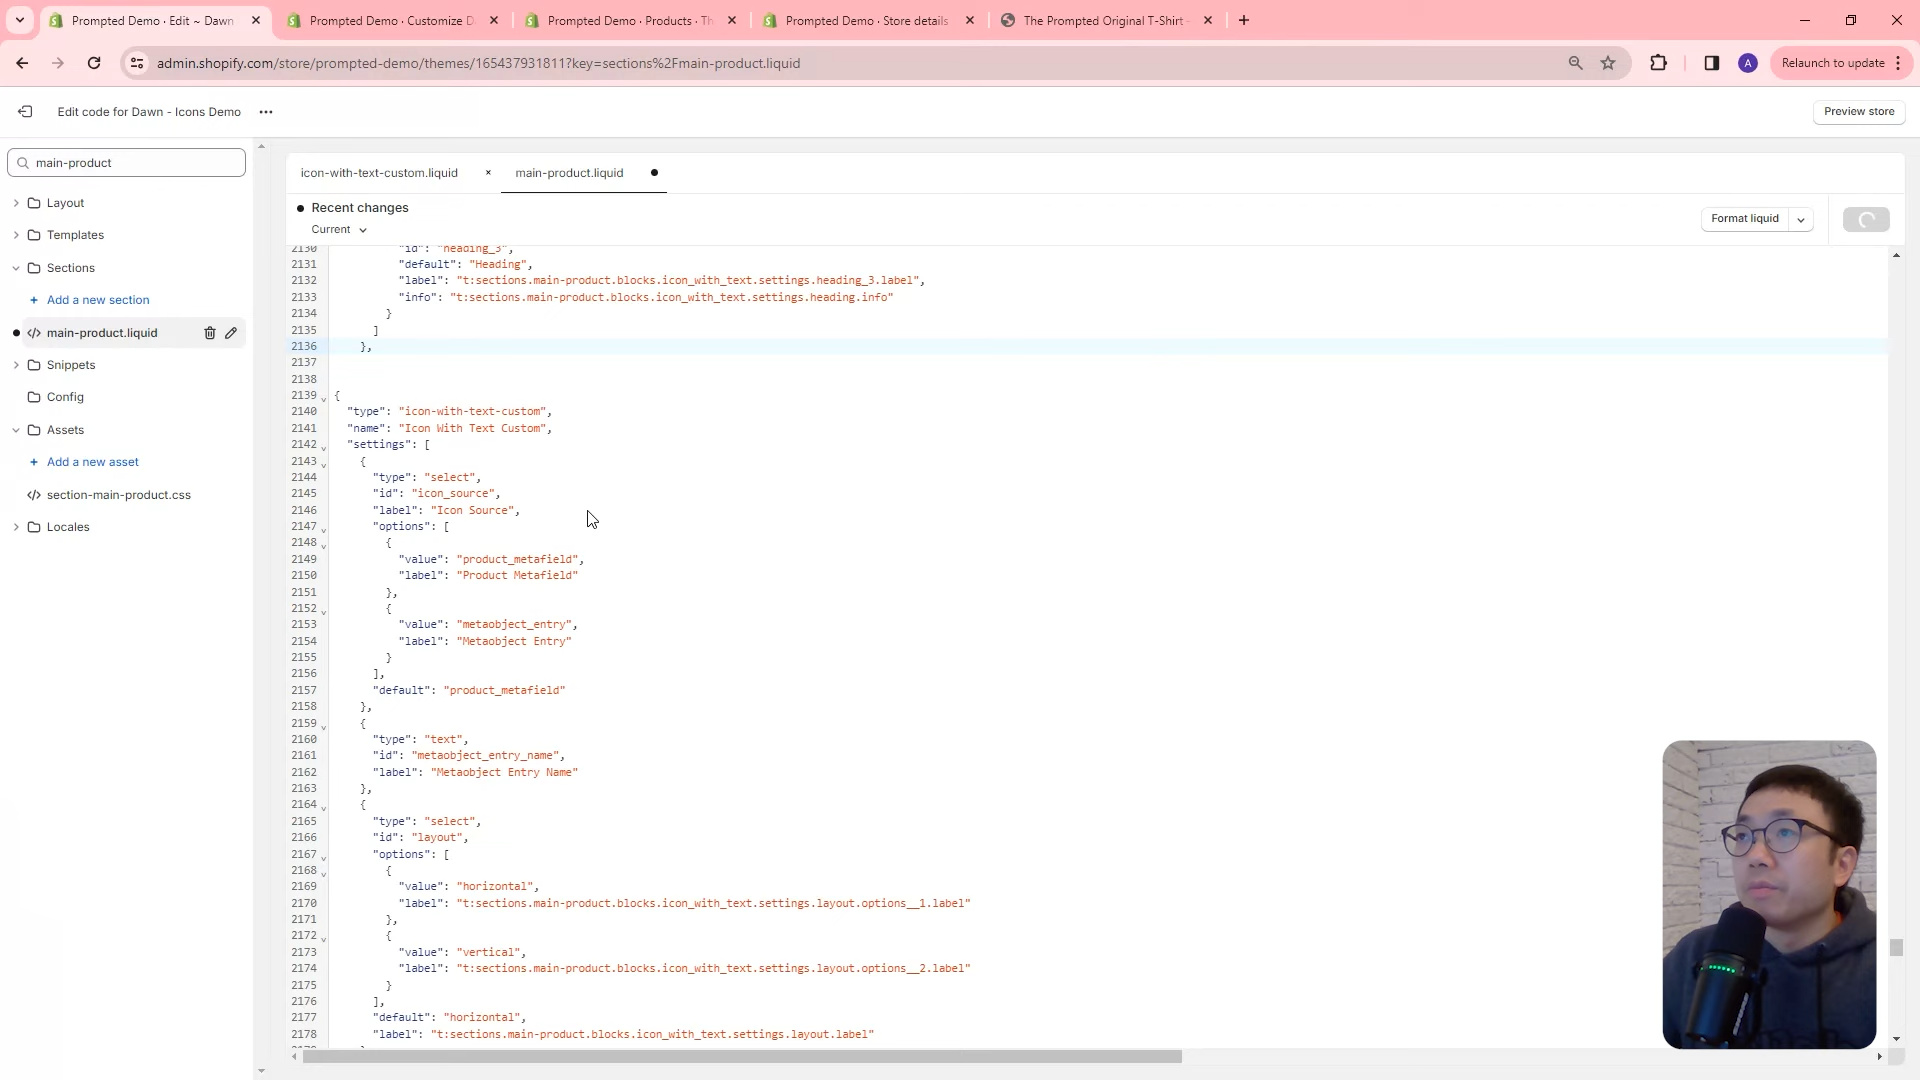 Prompted Demo · Edit ~ Dawn
Prompted Demo · Customize D
Prompted Demo · Products · Th
Prompted Demo · Store details
The Prompted Original T-Shirt
admin.shopify.com/store/prompted-demo/themes/165437931811?key=sections%2Fmain-product.liquid
A
Relaunch to update
Edit code for Dawn - Icons Demo
Preview store
main-product
Layout
Templates
Sections
+ Add a new section
</> main-product.liquid
Snippets
Config
Assets
+ Add a new asset
</> section-main-product.css
Locales
icon-with-text-custom.liquid
main-product.liquid
Recent changes
Current
Format liquid
2130 "id": "heading_3",
2131 "default": "Heading",
2132 "label": "t:sections.main-product.blocks.icon_with_text.settings.heading_3.label",
2133 "info": "t:sections.main-product.blocks.icon_with_text.settings.heading.info"
2134 }
2135 ]
2136 },
2137
2138
2139 {
2140 "type": "icon-with-text-custom",
2141 "name": "Icon With Text Custom",
2142 "settings": [
2143 {
2144 "type": "select",
2145 "id": "icon_source",
2146 "label": "Icon Source",
2147 "options": [
2148 {
2149 "value": "product_metafield",
2150 "label": "Product Metafield"
2151 },
2152 {
2153 "value": "metaobject_entry",
2154 "label": "Metaobject Entry"
2155 }
2156 ],
2157 "default": "product_metafield"
2158 },
2159 {
2160 "type": "text",
2161 "id": "metaobject_entry_name",
2162 "label": "Metaobject Entry Name"
2163 },
2164 {
2165 "type": "select",
2166 "id": "layout",
2167 "options": [
2168 {
2169 "value": "horizontal",
2170 "label": "t:sections.main-product.blocks.icon_with_text.settings.layout.options__1.label"
2171 },
2172 {
2173 "value": "vertical",
2174 "label": "t:sections.main-product.blocks.icon_with_text.settings.layout.options__2.label"
2175 }
2176 ],
2177 "default": "horizontal",
2178 "label": "t:sections.main-product.blocks.icon_with_text.settings.layout.label"